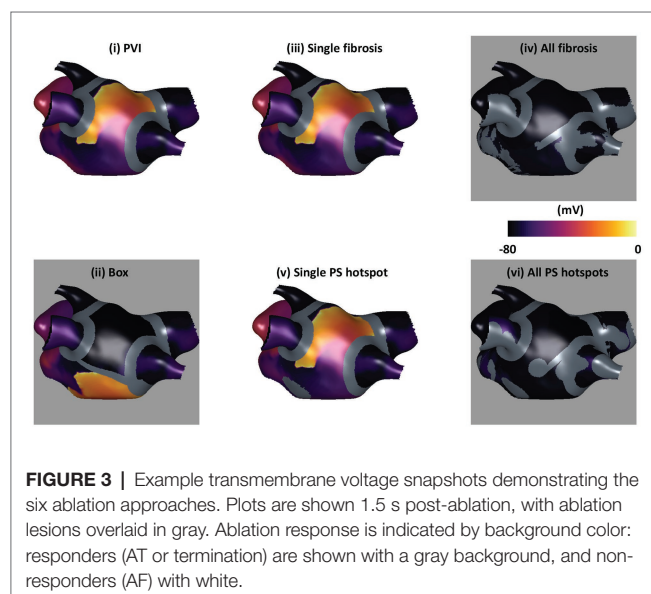 (i) PVI
(iii) Single fibrosis
(iv) All fibrosis
(mV)
-80 0
(ii) Box
(v) Single PS hotspot
(vi) All PS hotspots
FIGURE 3 | Example transmembrane voltage snapshots demonstrating the
six ablation approaches. Plots are shown 1.5 s post-ablation, with ablation
lesions overlaid in gray. Ablation response is indicated by background color:
responders (AT or termination) are shown with a gray background, and non-
responders (AF) with white.